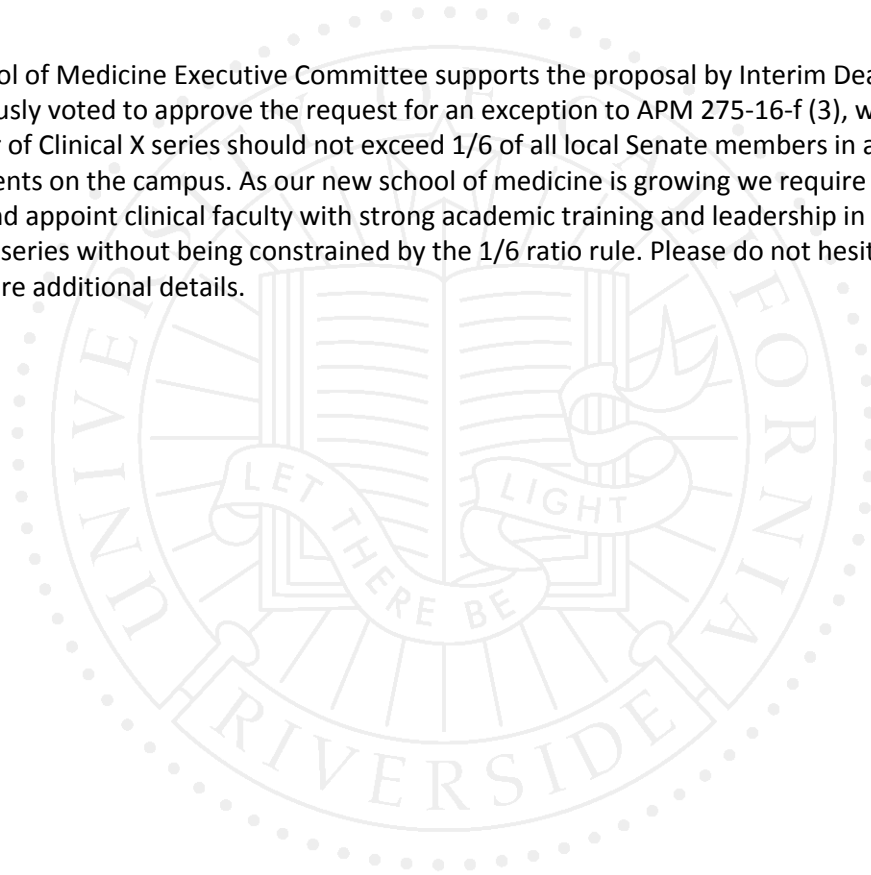 ol of Medicine Executive Committee supports the proposal by Interim Dea
usly voted to approve the request for an exception to APM 275-16-f (3), w
of Clinical X series should not exceed 1/6 of all local Senate members in a
ents on the campus. As our new school of medicine is growing we require
nd appoint clinical faculty with strong academic training and leadership in
series without being constrained by the 1/6 ratio rule. Please do not hesit
re additional details.
UNIVERSITY OF CALIFORNIA
LET THERE BE LIGHT
RIVERSIDE